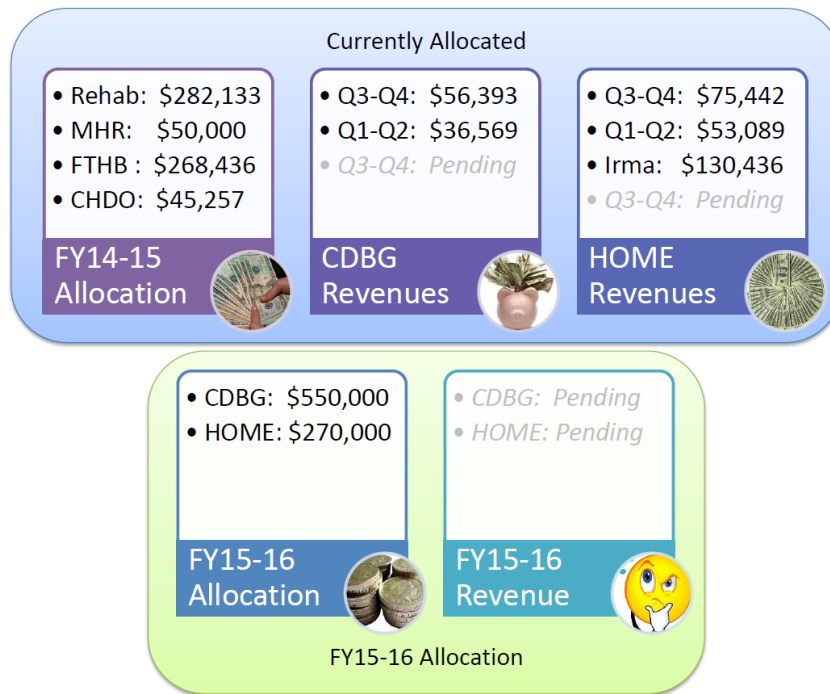 Currently Allocated
• Rehab: $282,133
• MHR: $50,000
• FTHB : $268,436
• CHDO: $45,257
FY14-15
Allocation
• Q3-Q4: $56,393
• Q1-Q2: $36,569
• Q3-Q4: Pending
CDBG
Revenues
• Q3-Q4: $75,442
• Q1-Q2: $53,089
• Irma: $130,436
• Q3-Q4: Pending
HOME
Revenues
• CDBG: $550,000
• HOME: $270,000
FY15-16
Allocation
• CDBG: Pending
• HOME: Pending
FY15-16
Revenue
FY15-16 Allocation